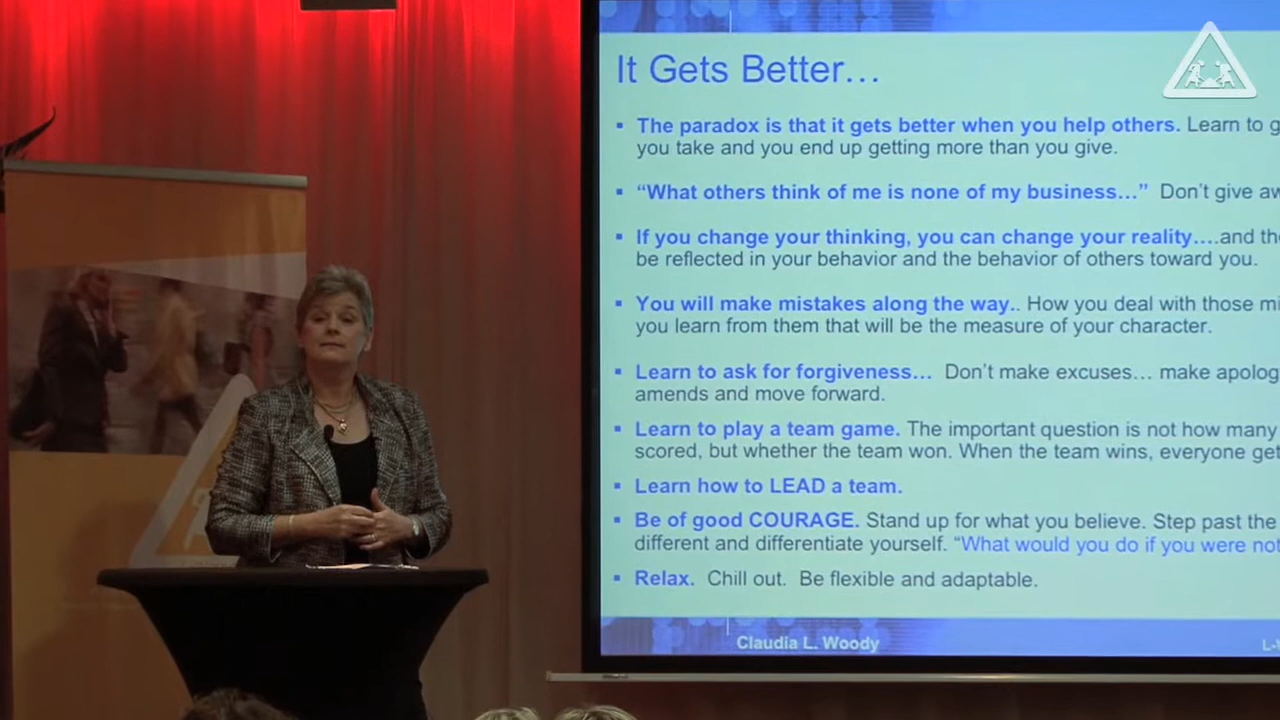 It Gets Better…
The paradox is that it gets better when you help others. Learn to g
you take and you end up getting more than you give.
“What others think of me is none of my business…” Don't give aw
If you change your thinking, you can change your reality….and the
be reflected in your behavior and the behavior of others toward you.
You will make mistakes along the way.. How you deal with those mi
you learn from them that will be the measure of your character.
Learn to ask for forgiveness… Don't make excuses… make apolog
amends and move forward.
Learn to play a team game. The important question is not how many
scored, but whether the team won. When the team wins, everyone get
Learn how to LEAD a team.
Be of good COURAGE. Stand up for what you believe. Step past the
different and differentiate yourself. “What would you do if you were not
Relax. Chill out. Be flexible and adaptable.
Claudia L. Woody